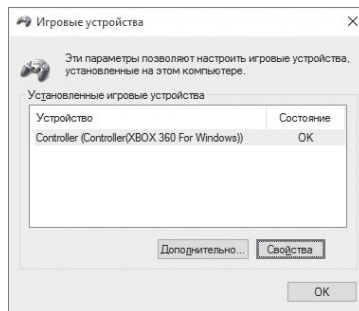 Игровые устройства
Эти параметры позволяют настроить игровые устройства,
установленные на этом компьютере.
Установленные игровые устройства
Устройство Состояние
Controller (Controller(XBOX 360 For Windows)) OK
Дополнительно... Свойства
OK